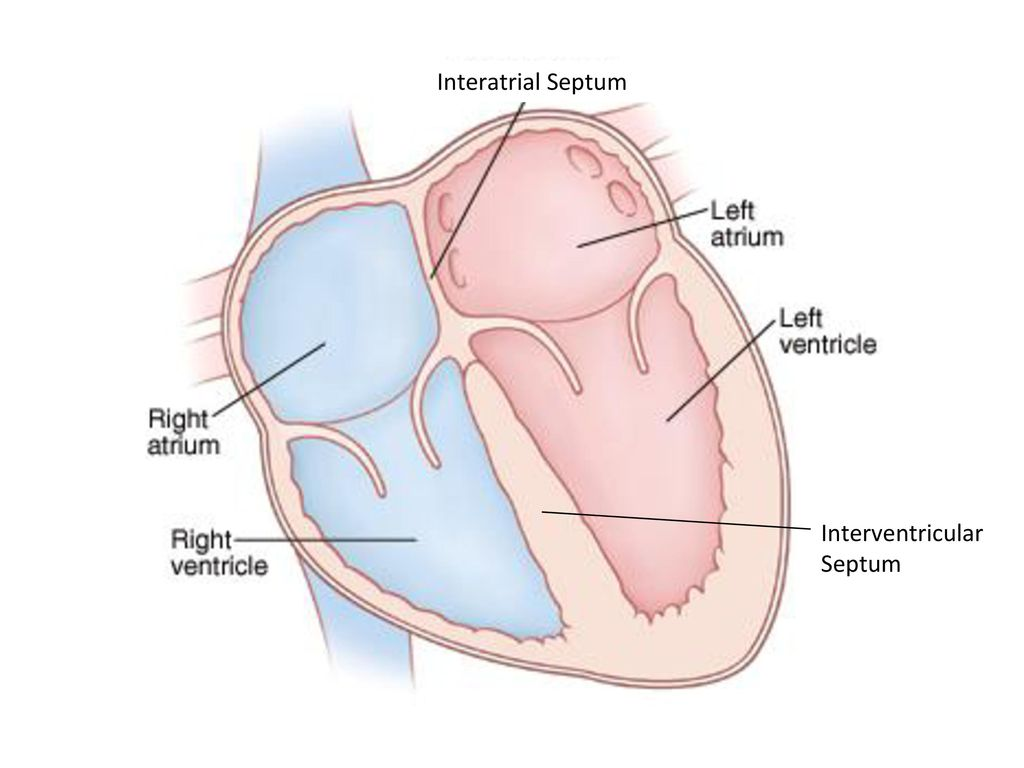 Interatrial Septum
Left
atrium
Left
ventricle
Right
atrium
Right
ventricle
Interventricular
Septum